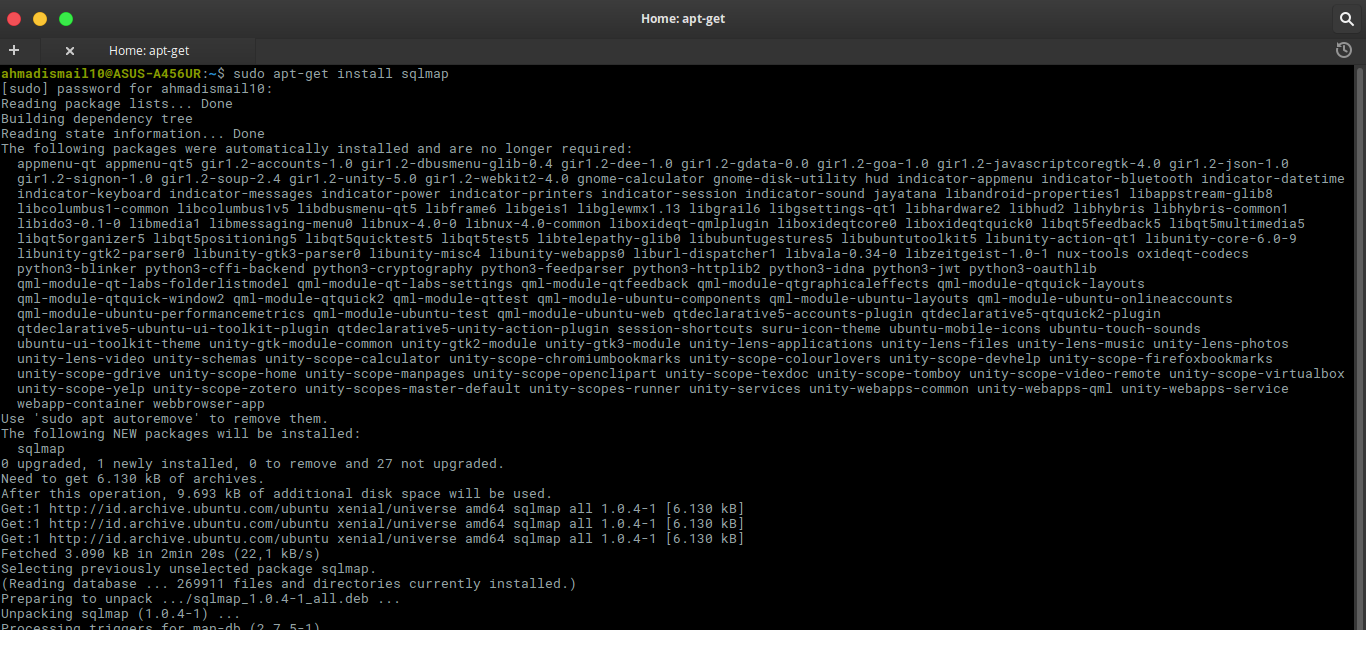 Home: apt-get
Home: apt-get
ahmadismail10@ASUS-A456UR:~$ sudo apt-get install sqlmap
[sudo] password for ahmadismail10:
Reading package lists... Done
Building dependency tree
Reading state information... Done
The following packages were automatically installed and are no longer required:
  appmenu-qt appmenu-qt5 gir1.2-accounts-1.0 gir1.2-dbusmenu-glib-0.4 gir1.2-dee-1.0 gir1.2-gdata-0.0 gir1.2-goa-1.0 gir1.2-javascriptcoregtk-4.0 gir1.2-json-1.0
  gir1.2-signon-1.0 gir1.2-soup-2.4 gir1.2-unity-5.0 gir1.2-webkit2-4.0 gnome-calculator gnome-disk-utility hud indicator-appmenu indicator-bluetooth indicator-datetime
  indicator-keyboard indicator-messages indicator-power indicator-printers indicator-session indicator-sound jayatana libandroid-properties1 libappstream-glib8
  libcolumbus1-common libcolumbus1v5 libdbusmenu-qt5 libframe6 libgeis1 libglewmx1.13 libgrail6 libgsettings-qt1 libhardware2 libhud2 libhybris libhybris-common1
  libido3-0.1-0 libmedia1 libmessaging-menu0 libnux-4.0-0 libnux-4.0-common liboxideqt-qmlplugin liboxideqtcore0 liboxideqtquick0 libqt5feedback5 libqt5multimedia5
  libqt5organizer5 libqt5positioning5 libqt5quicktest5 libqt5test5 libtelepathy-glib0 libubuntugestures5 libubuntutoolkit5 libunity-action-qt1 libunity-core-6.0-9
  libunity-gtk2-parser0 libunity-gtk3-parser0 libunity-misc4 libunity-webapps0 liburl-dispatcher1 libvala-0.34-0 libzeitgeist-1.0-1 nux-tools oxideqt-codecs
  python3-blinker python3-cffi-backend python3-cryptography python3-feedparser python3-httplib2 python3-idna python3-jwt python3-oauthlib
  qml-module-qt-labs-folderlistmodel qml-module-qt-labs-settings qml-module-qtfeedback qml-module-qtgraphicaleffects qml-module-qtquick-layouts
  qml-module-qtquick-window2 qml-module-qtquick2 qml-module-qttest qml-module-ubuntu-components qml-module-ubuntu-layouts qml-module-ubuntu-onlineaccounts
  qml-module-ubuntu-performancemetrics qml-module-ubuntu-test qml-module-ubuntu-web qtdeclarative5-accounts-plugin qtdeclarative5-qtquick2-plugin
  qtdeclarative5-ubuntu-ui-toolkit-plugin qtdeclarative5-unity-action-plugin session-shortcuts suru-icon-theme ubuntu-mobile-icons ubuntu-touch-sounds
  ubuntu-ui-toolkit-theme unity-gtk-module-common unity-gtk2-module unity-gtk3-module unity-lens-applications unity-lens-files unity-lens-music unity-lens-photos
  unity-lens-video unity-schemas unity-scope-calculator unity-scope-chromiumbookmarks unity-scope-colourlovers unity-scope-devhelp unity-scope-firefoxbookmarks
  unity-scope-gdrive unity-scope-home unity-scope-manpages unity-scope-openclipart unity-scope-texdoc unity-scope-tomboy unity-scope-video-remote unity-scope-virtualbox
  unity-scope-yelp unity-scope-zotero unity-scopes-master-default unity-scopes-runner unity-services unity-webapps-common unity-webapps-qml unity-webapps-service
  webapp-container webbrowser-app
Use 'sudo apt autoremove' to remove them.
The following NEW packages will be installed:
  sqlmap
0 upgraded, 1 newly installed, 0 to remove and 27 not upgraded.
Need to get 6.130 kB of archives.
After this operation, 9.693 kB of additional disk space will be used.
Get:1 http://id.archive.ubuntu.com/ubuntu xenial/universe amd64 sqlmap all 1.0.4-1 [6.130 kB]
Get:1 http://id.archive.ubuntu.com/ubuntu xenial/universe amd64 sqlmap all 1.0.4-1 [6.130 kB]
Get:1 http://id.archive.ubuntu.com/ubuntu xenial/universe amd64 sqlmap all 1.0.4-1 [6.130 kB]
Fetched 3.090 kB in 2min 20s (22,1 kB/s)
Selecting previously unselected package sqlmap.
(Reading database ... 269911 files and directories currently installed.)
Preparing to unpack .../sqlmap_1.0.4-1_all.deb ...
Unpacking sqlmap (1.0.4-1) ...
Processing triggers for man-db (2.7.5-1)